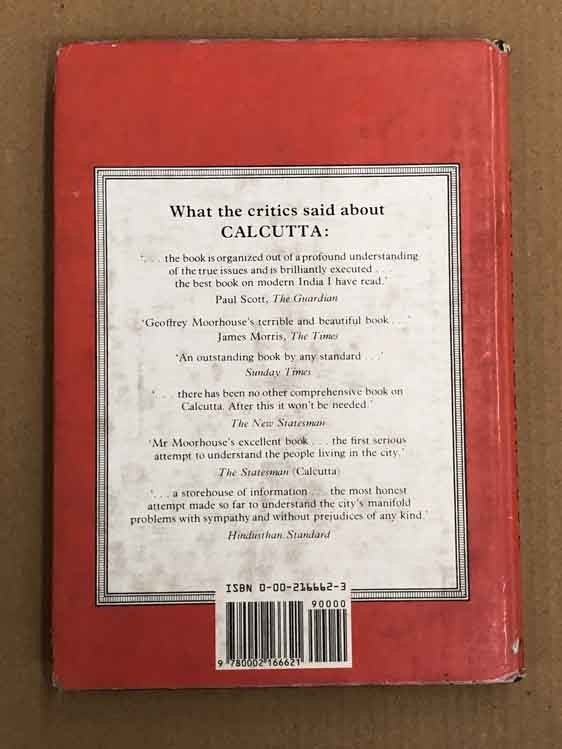 What the critics said about
CALCUTTA:
'. . . the book is organized out of a profound understanding
of the true issues and is brilliantly executed . . .
the best book on modern India I have read.'
Paul Scott, The Guardian
'Geoffrey Moorhouse's terrible and beautiful book . . .'
James Morris, The Times
'An outstanding book by any standard . . .'
Sunday Times
'. . . there has been no other comprehensive book on
Calcutta. After this it won't be needed.'
The New Statesman
'Mr Moorhouse's excellent book . . . the first serious
attempt to understand the people living in the city.'
The Statesman (Calcutta)
'. . . a storehouse of information . . . the most honest
attempt made so far to understand the city's manifold
problems with sympathy and without prejudices of any kind.'
Hindusthan Standard
ISBN 0-00-216662-3
90000
9 780002 166621